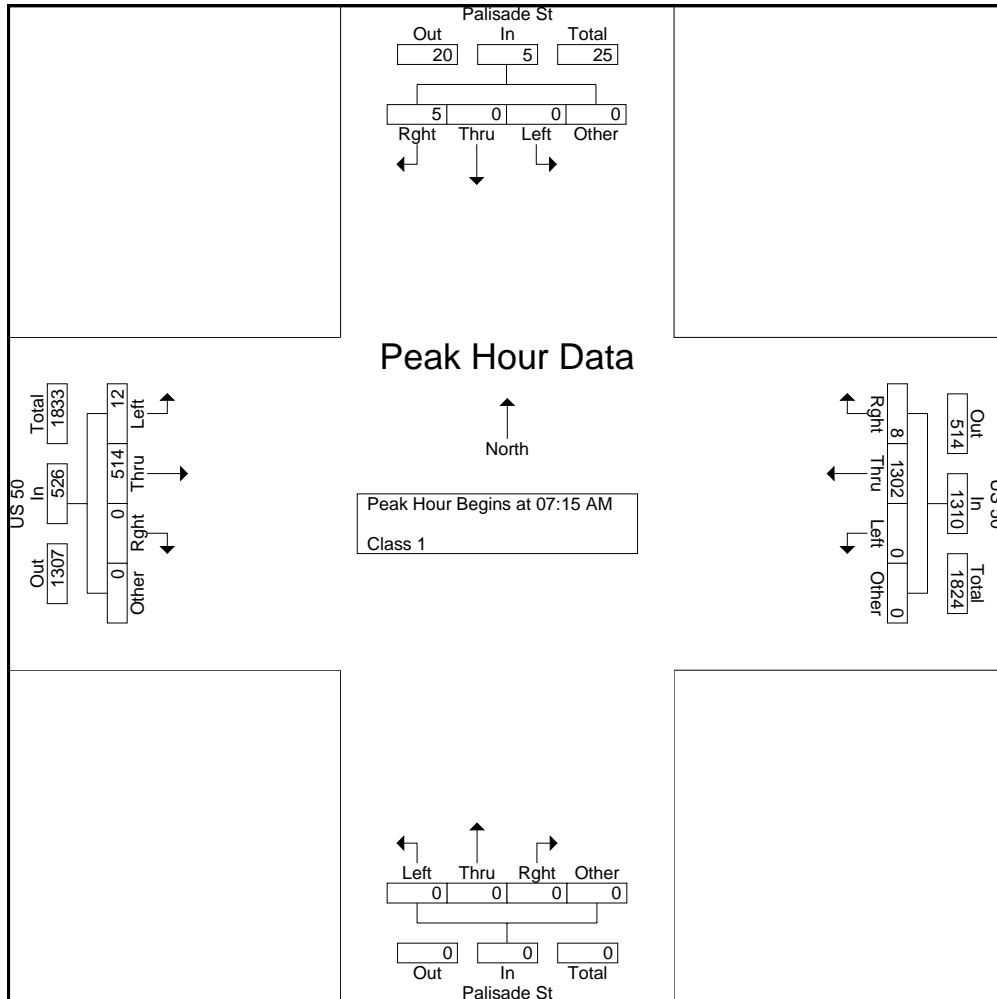 Palisade St
Out In Total
20 5 25
5 0 0 0
Rght Thru Left Other
Peak Hour Data
North
Peak Hour Begins at 07:15 AM
Class 1
US 50
Total In Out
1833 526 1307
12 514 0 0
Left Thru Rght Other
US 50
Out In Total
514 1310 1824
8 1302 0 0
Rght Thru Left Other
Left Thru Rght Other
0 0 0 0
0 0 0
Out In Total
Palisade St